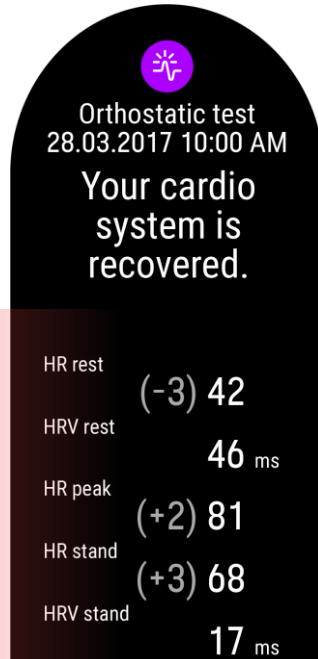 Orthostatic test
28.03.2017 10:00 AM
Your cardio
system is
recovered.
HR rest
(-3) 42
HRV rest
46 ms
HR peak
(+2) 81
HR stand
(+3) 68
HRV stand
17 ms